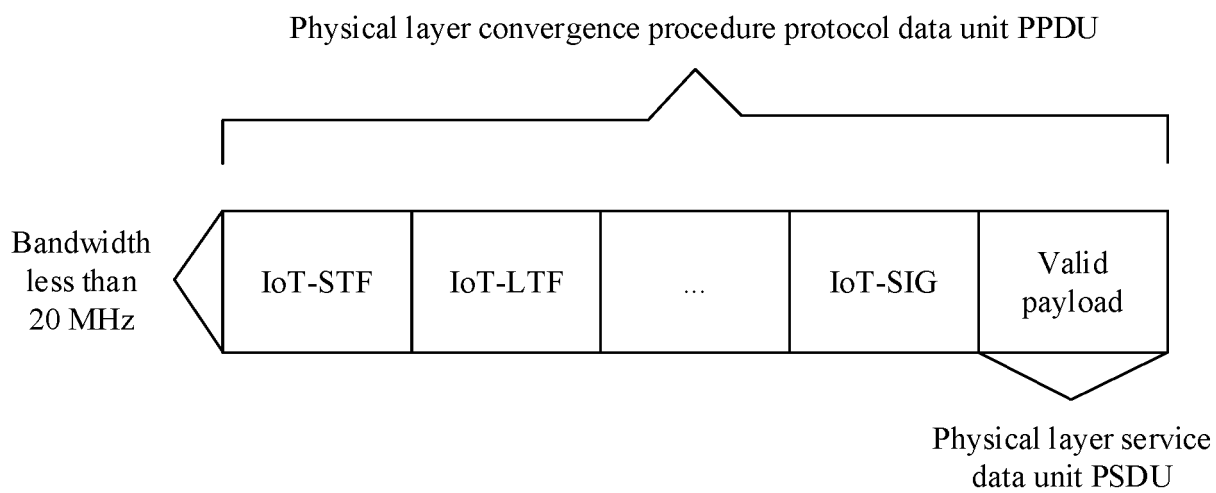 Physical layer convergence procedure protocol data unit PPDU
Bandwidth
less than
20 MHz
IoT-STF
IoT-LTF
...
IoT-SIG
Valid
payload
Physical layer service
data unit PSDU